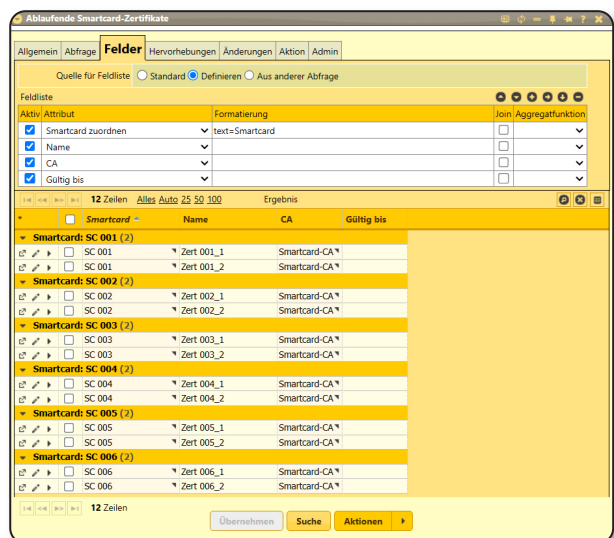 Ablaufende Smartcard-Zertifikate
Allgemein Abfrage Felder Hervorhebungen Änderungen Aktion Admin
Quelle für Feldliste Standard Definieren Aus anderer Abfrage
Feldliste
Aktiv Attribut Formatierung Join Aggregatfunktion
Smartcard zuordnen text=Smartcard
Name
CA
Gültig bis
12 Zeilen Alles Auto 25 50 100 Ergebnis
* Smartcard Name CA Gültig bis
Smartcard: SC 001 (2)
SC 001 Zert 001_1 Smartcard-CA
SC 001 Zert 001_2 Smartcard-CA
Smartcard: SC 002 (2)
SC 002 Zert 002_1 Smartcard-CA
SC 002 Zert 002_2 Smartcard-CA
Smartcard: SC 003 (2)
SC 003 Zert 003_1 Smartcard-CA
SC 003 Zert 003_2 Smartcard-CA
Smartcard: SC 004 (2)
SC 004 Zert 004_1 Smartcard-CA
SC 004 Zert 004_2 Smartcard-CA
Smartcard: SC 005 (2)
SC 005 Zert 005_1 Smartcard-CA
SC 005 Zert 005_2 Smartcard-CA
Smartcard: SC 006 (2)
SC 006 Zert 006_1 Smartcard-CA
SC 006 Zert 006_2 Smartcard-CA
12 Zeilen
Übernehmen Suche Aktionen